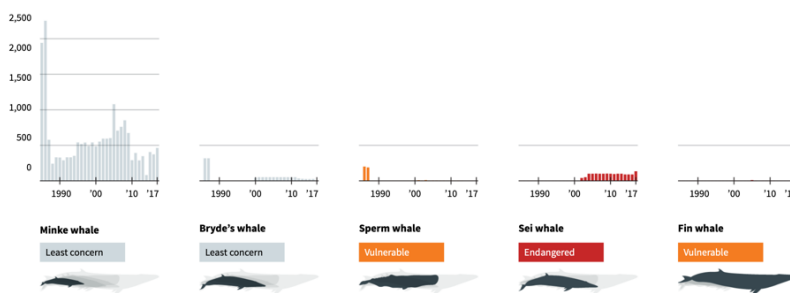 2,500
2,000
1,500
1,000
500
0
1990 '00 '10 '17
1990 '00 '10 '17
1990 '00 '10 '17
1990 '00 '10 '17
1990 '00 '10
Minke whale
Least concern
Bryde's whale
Least concern
Sperm whale
Vulnerable
Sei whale
Endangered
Fin whale
Vulnerable